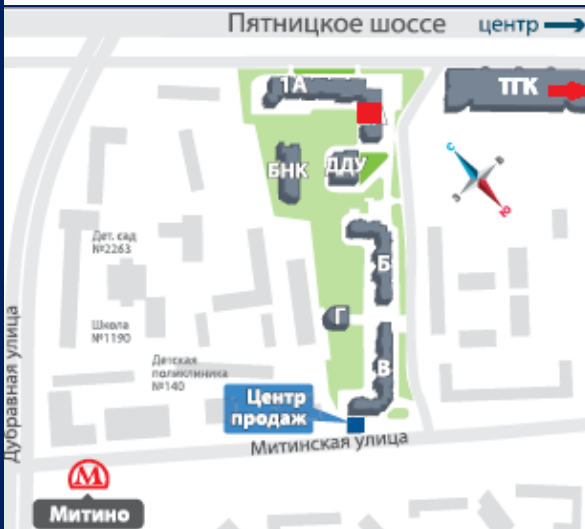 Пятницкое шоссе
центр
1А
ТГК
БНК
ДДУ
С
В
З
Ю
Дет. сад
№2263
Б
Г
Школа
№1190
Детская
поликлиника
№140
В
Дубравная улица
Центр
продаж
Митинская улица
М
Митино